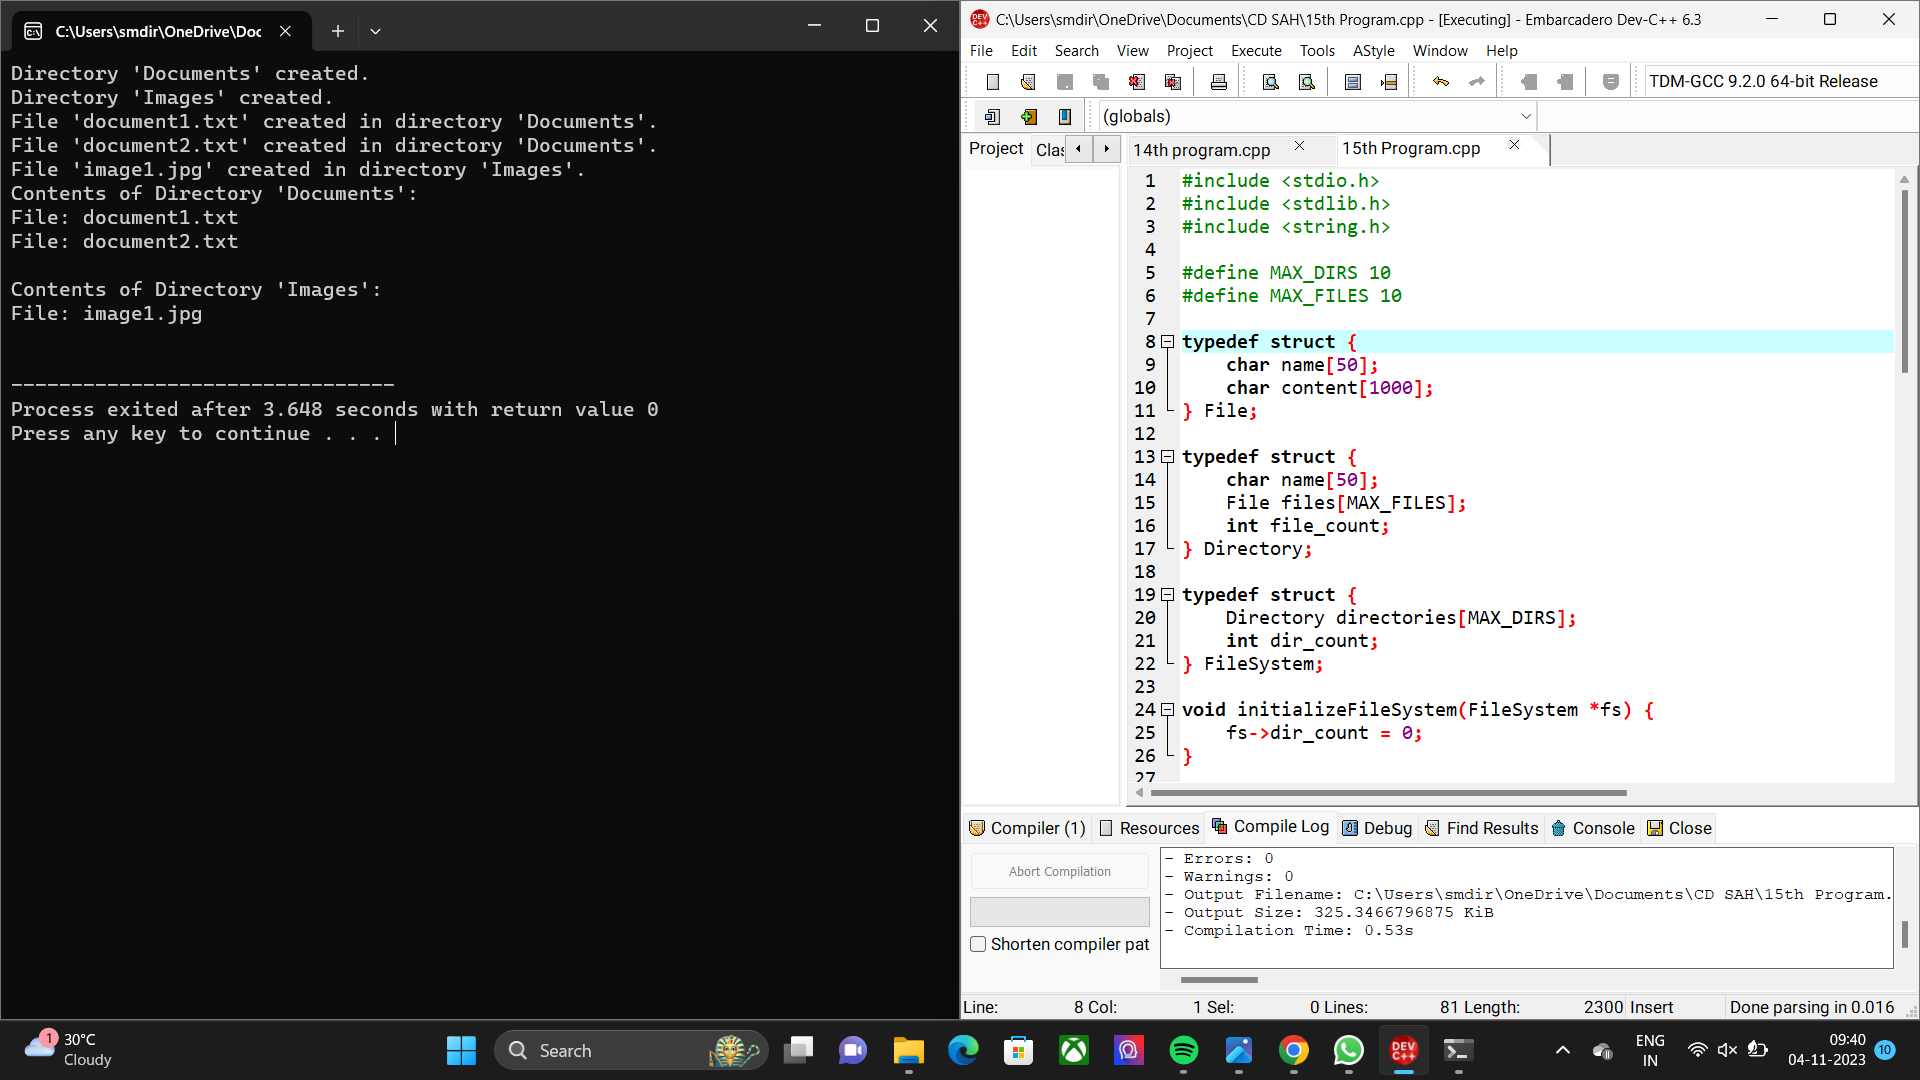 C:\Users\smdir\OneDrive\Doc
Directory 'Documents' created.
Directory 'Images' created.
File 'document1.txt' created in directory 'Documents'.
File 'document2.txt' created in directory 'Documents'.
File 'image1.jpg' created in directory 'Images'.
Contents of Directory 'Documents':
File: document1.txt
File: document2.txt
Contents of Directory 'Images':
File: image1.jpg
--------------------------------
Process exited after 3.648 seconds with return value 0
Press any key to continue . . .
C:\Users\smdir\OneDrive\Documents\CD SAH\15th Program.cpp - [Executing] - Embarcadero Dev-C++ 6.3
File Edit Search View Project Execute Tools AStyle Window Help
TDM-GCC 9.2.0 64-bit Release
(globals)
Project Clas 14th program.cpp 15th Program.cpp
1 #include <stdio.h>
2 #include <stdlib.h>
3 #include <string.h>
4
5 #define MAX_DIRS 10
6 #define MAX_FILES 10
7
8 typedef struct {
9 char name[50];
10 char content[1000];
11 } File;
12
13 typedef struct {
14 char name[50];
15 File files[MAX_FILES];
16 int file_count;
17 } Directory;
18
19 typedef struct {
20 Directory directories[MAX_DIRS];
21 int dir_count;
22 } FileSystem;
23
24 void initializeFileSystem(FileSystem *fs) {
25 fs->dir_count = 0;
26 }
27
Compiler (1) Resources Compile Log Debug Find Results Console Close
Abort Compilation
Shorten compiler pat
- Errors: 0
- Warnings: 0
- Output Filename: C:\Users\smdir\OneDrive\Documents\CD SAH\15th Program.
- Output Size: 325.3466796875 KiB
- Compilation Time: 0.53s
Line: 8 Col: 1 Sel: 0 Lines: 81 Length: 2300 Insert Done parsing in 0.016
1
30°C
Cloudy
Search
DEV C++
ENG
IN
09:40
04-11-2023
10